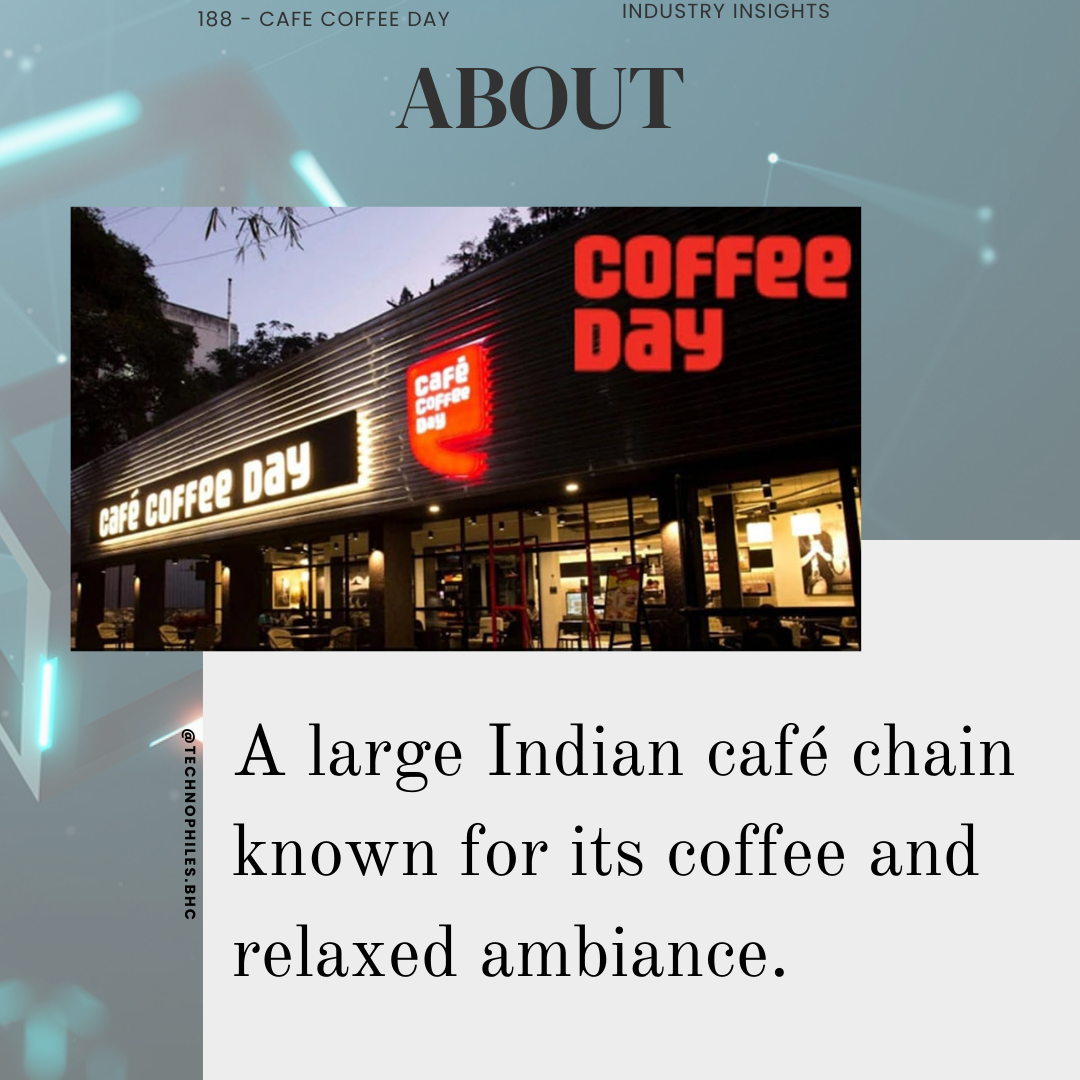 188 - CAFE COFFEE DAY
INDUSTRY INSIGHTS
ABOUT
COFFee
Day
café
COFFee
Day
café COFFee Day
@TECHNOPHILES.BHC
A large Indian café chain
known for its coffee and
relaxed ambiance.